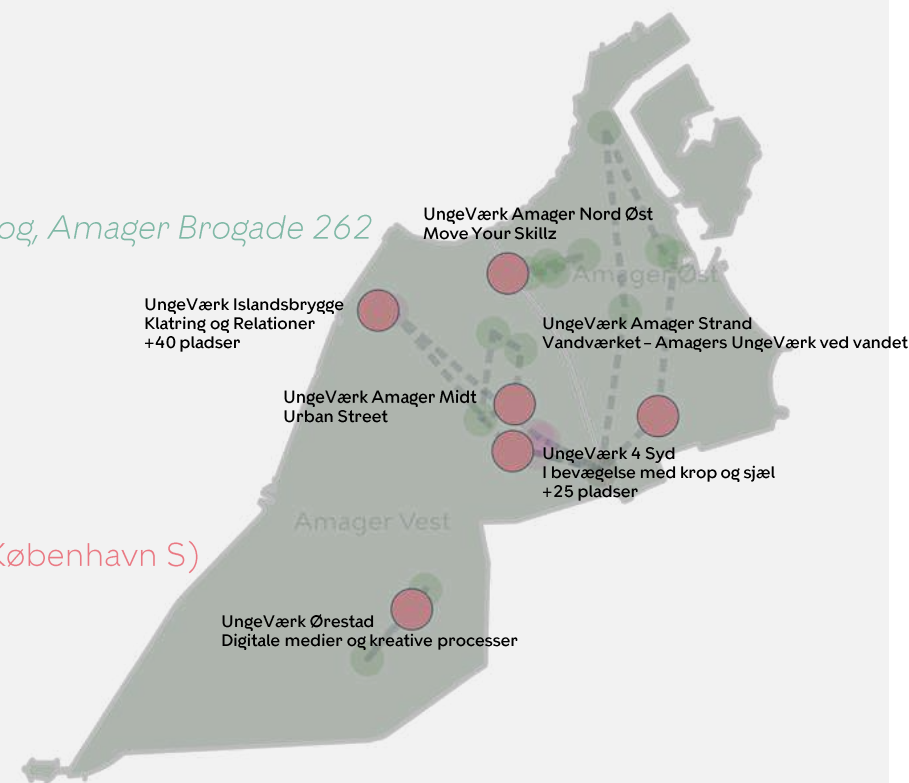 UngeVærk Amager Nord Øst
Move Your Skillz
og, Amager Brogade 262
Amager Øst
UngeVærk Islandsbrygge
Klatring og Relationer
+40 pladser
UngeVærk Amager Strand
Vandværket – Amagers UngeVærk ved vandet
UngeVærk Amager Midt
Urban Street
UngeVærk 4 Syd
I bevægelse med krop og sjæl
+25 pladser
Amager Vest
København S)
UngeVærk Ørestad
Digitale medier og kreative processer